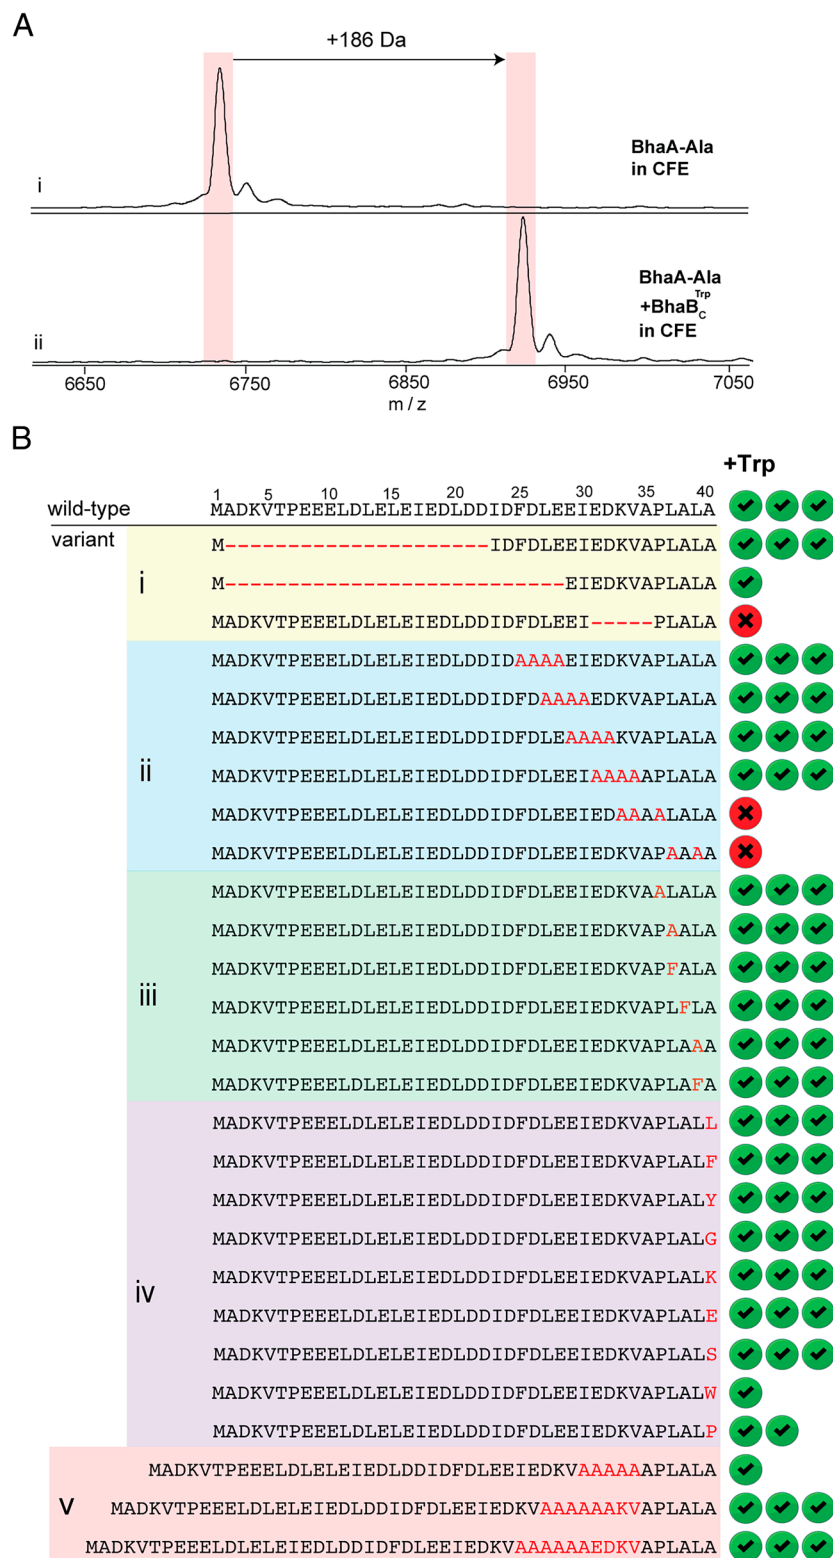 A
+186 Da
BhaA-Ala
in CFE
i
BhaA-Ala
+BhaB_C^Trp
in CFE
ii
6650 6750 6850 6950 7050
m / z
B
+Trp
1 5 10 15 20 25 30 35 40
wild-type MADKVTPEEELDLELEIEDLDDIDFDLEEIEDKVAPLALA
variant
M---------------------IDFDLEEIEDKVAPLALA
i
M---------------------------EIEDKVAPLALA
MADKVTPEEELDLELEIEDLDDIDFDLEEI-----PLALA
MADKVTPEEELDLELEIEDLDDIDAAAAEIEDKVAPLALA
MADKVTPEEELDLELEIEDLDDIDFDAAAAEDKVAPLALA
MADKVTPEEELDLELEIEDLDDIDFDLEAAAAKVAPLALA
ii
MADKVTPEEELDLELEIEDLDDIDFDLEEIAAAAAPLALA
MADKVTPEEELDLELEIEDLDDIDFDLEEIEDAAAALALA
MADKVTPEEELDLELEIEDLDDIDFDLEEIEDKVAPAAAA
MADKVTPEEELDLELEIEDLDDIDFDLEEIEDKVAALALA
MADKVTPEEELDLELEIEDLDDIDFDLEEIEDKVAPAALA
MADKVTPEEELDLELEIEDLDDIDFDLEEIEDKVAPFALA
iii
MADKVTPEEELDLELEIEDLDDIDFDLEEIEDKVAPLFLA
MADKVTPEEELDLELEIEDLDDIDFDLEEIEDKVAPLAAA
MADKVTPEEELDLELEIEDLDDIDFDLEEIEDKVAPLAFA
MADKVTPEEELDLELEIEDLDDIDFDLEEIEDKVAPLALL
MADKVTPEEELDLELEIEDLDDIDFDLEEIEDKVAPLALF
MADKVTPEEELDLELEIEDLDDIDFDLEEIEDKVAPLALY
MADKVTPEEELDLELEIEDLDDIDFDLEEIEDKVAPLALG
iv
MADKVTPEEELDLELEIEDLDDIDFDLEEIEDKVAPLALK
MADKVTPEEELDLELEIEDLDDIDFDLEEIEDKVAPLALE
MADKVTPEEELDLELEIEDLDDIDFDLEEIEDKVAPLALS
MADKVTPEEELDLELEIEDLDDIDFDLEEIEDKVAPLALW
MADKVTPEEELDLELEIEDLDDIDFDLEEIEDKVAPLALP
MADKVTPEEELDLELEIEDLDDIDFDLEEIEDKVAAAAAAPLALA
v
MADKVTPEEELDLELEIEDLDDIDFDLEEIEDKVAAAAAAKVAPLALA
MADKVTPEEELDLELEIEDLDDIDFDLEEIEDKVAAAAAAEDKVAPLALA